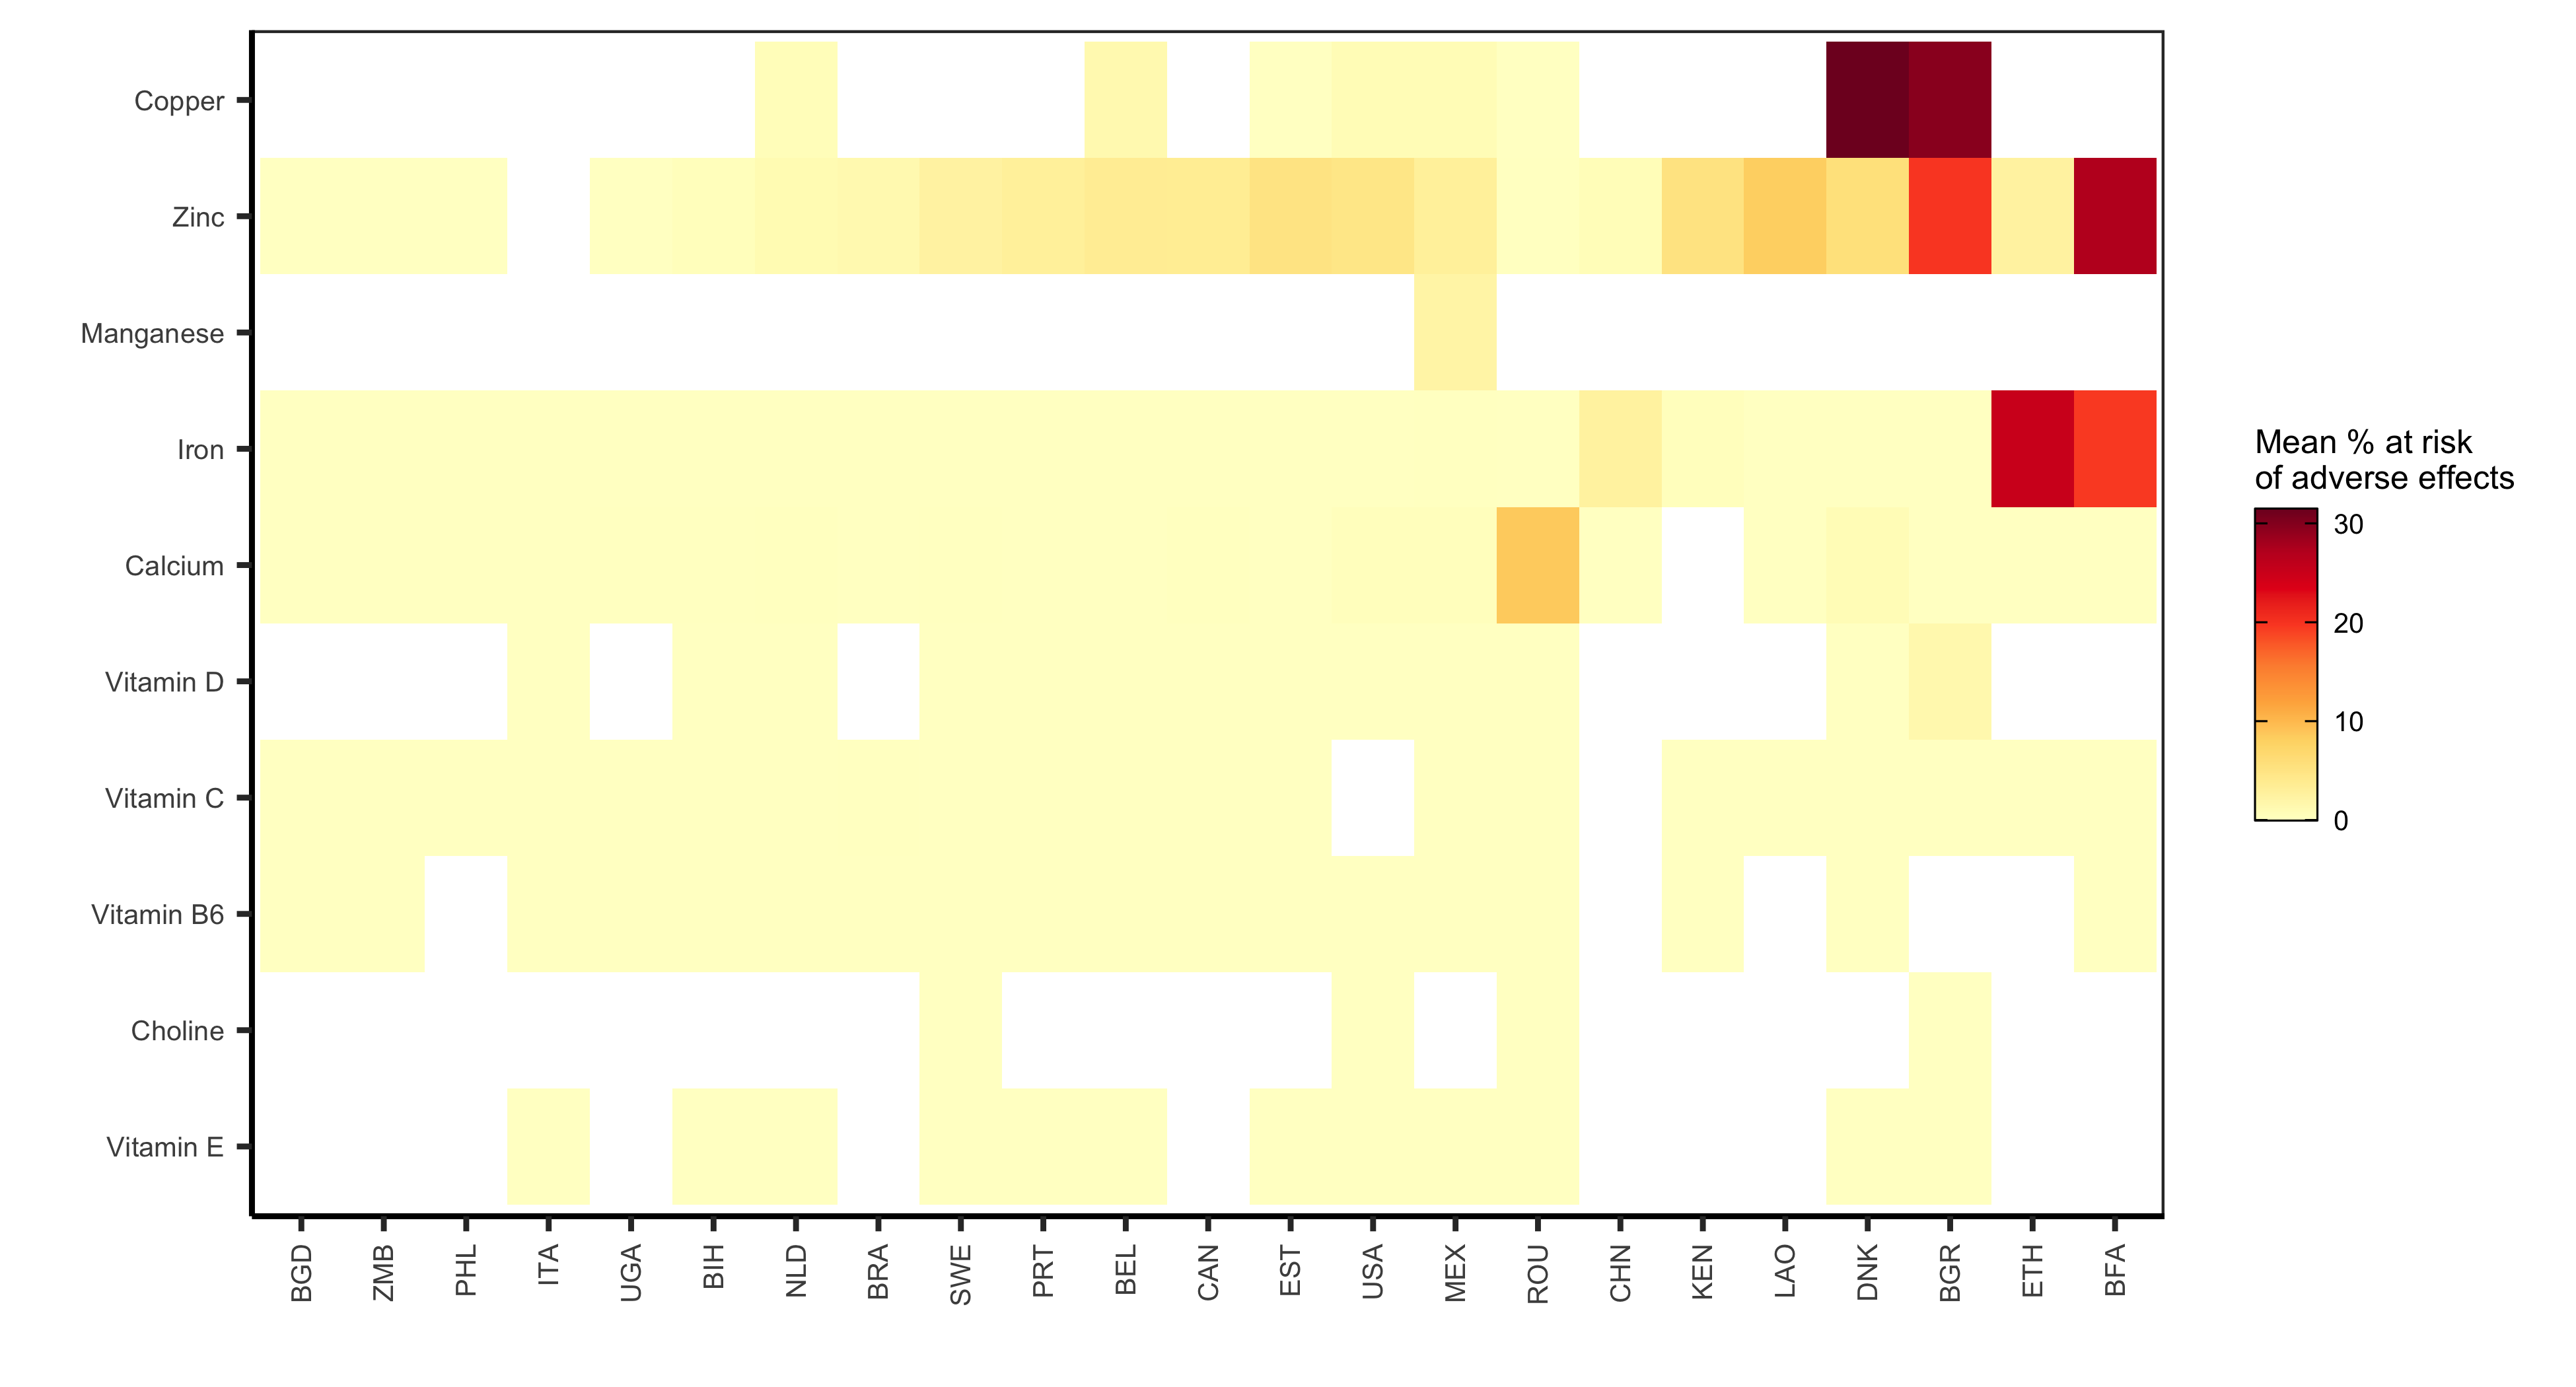 Copper
Zinc
Manganese
Iron
Calcium
Vitamin D
Vitamin C
Vitamin B6
Choline
Vitamin E
BGD ZMB PHL ITA UGA BIH NLD BRA SWE PRT BEL CAN EST USA MEX ROU CHN KEN LAO DNK BGR ETH BFA
Mean % at risk
of adverse effects
30
20
10
0